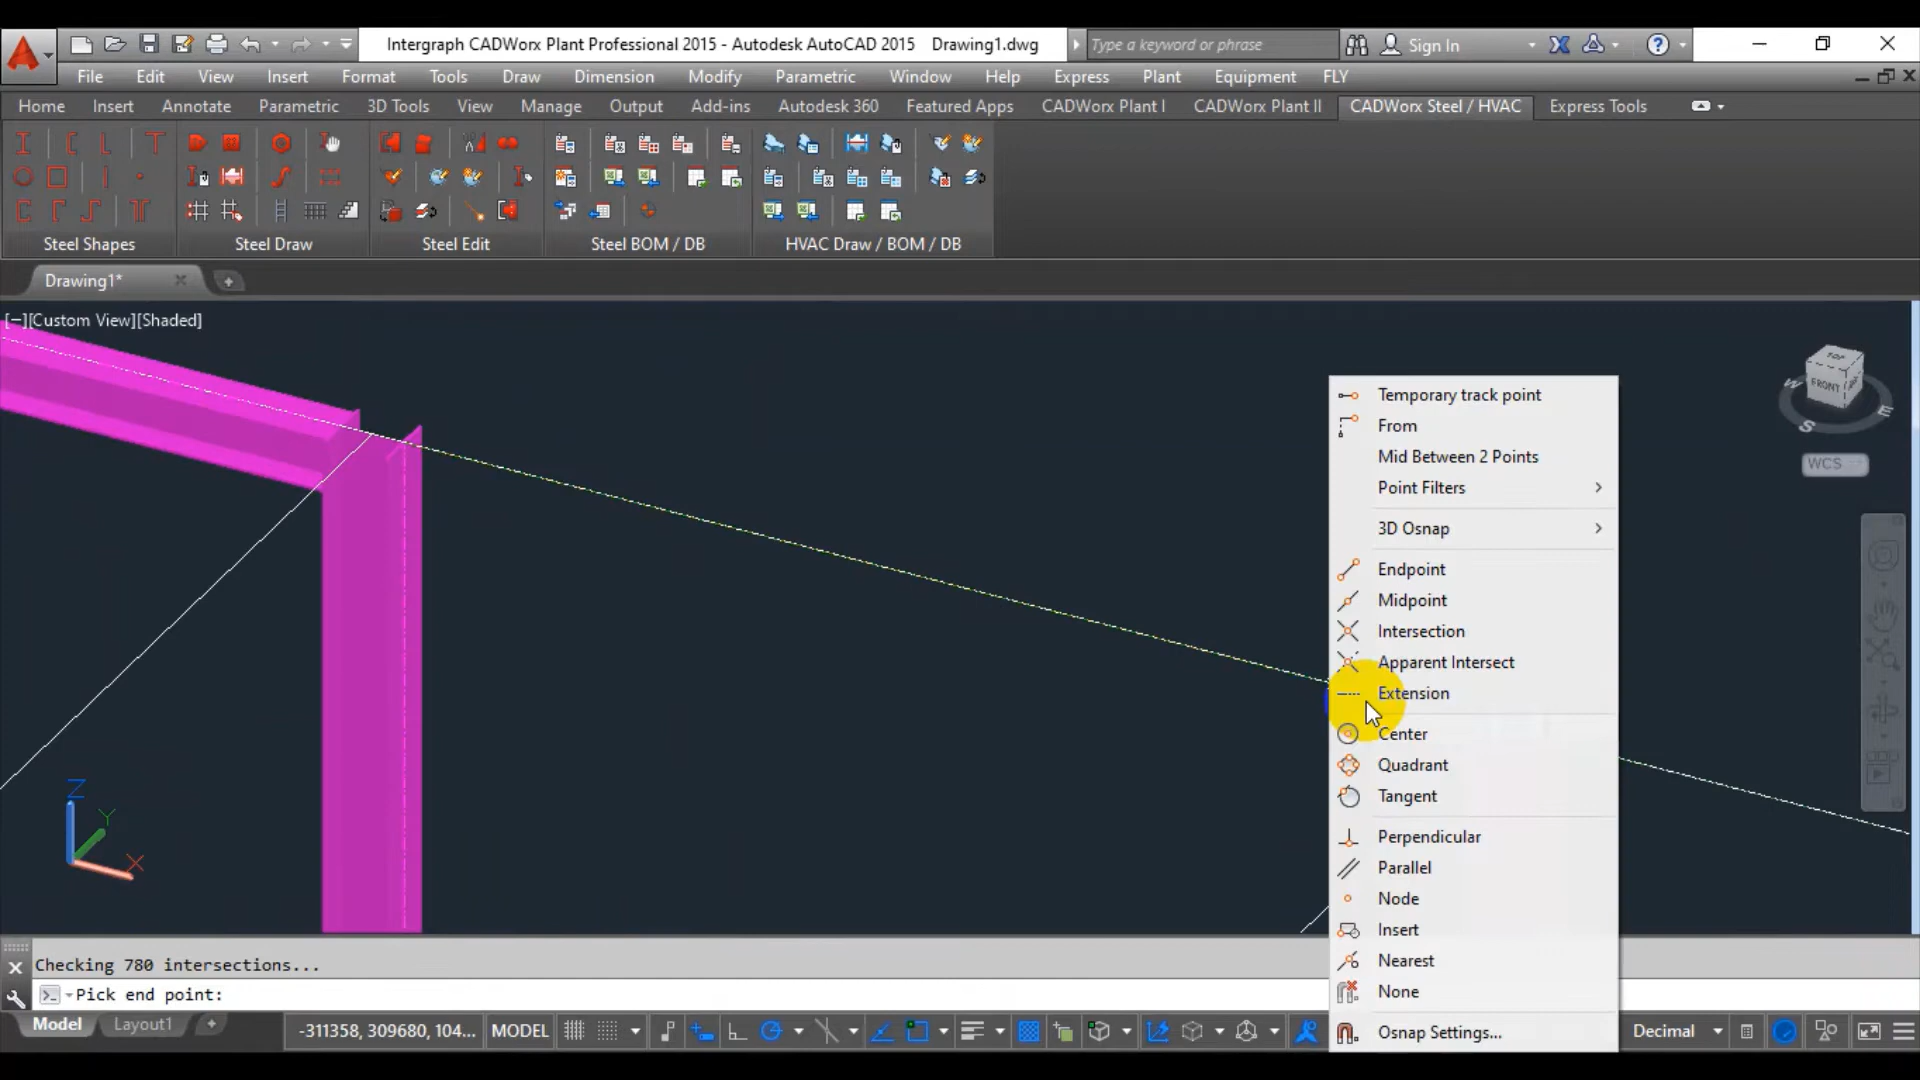 Intergraph CADWorx Plant Professional 2015 - Autodesk AutoCAD 2015 Drawing1.dwg
Type a keyword or phrase
Sign In
File Edit View Insert Format Tools Draw Dimension Modify Parametric Window Help Express Plant Equipment FLY
Home Insert Annotate Parametric 3D Tools View Manage Output Add-ins Autodesk 360 Featured Apps CADWorx Plant I CADWorx Plant II CADWorx Steel / HVAC Express Tools
Steel Shapes Steel Draw Steel Edit Steel BOM / DB HVAC Draw / BOM / DB
Drawing1*
[−][Custom View][Shaded]
TOP
FRONT
W
S
E
WCS
Temporary track point
From
Mid Between 2 Points
Point Filters
3D Osnap
Endpoint
Midpoint
Intersection
Apparent Intersect
Extension
Center
Quadrant
Tangent
Perpendicular
Parallel
Node
Insert
Nearest
None
Osnap Settings...
Z
Y
X
Checking 780 intersections...
Pick end point:
Model Layout1
-311358, 309680, 104... MODEL
Decimal